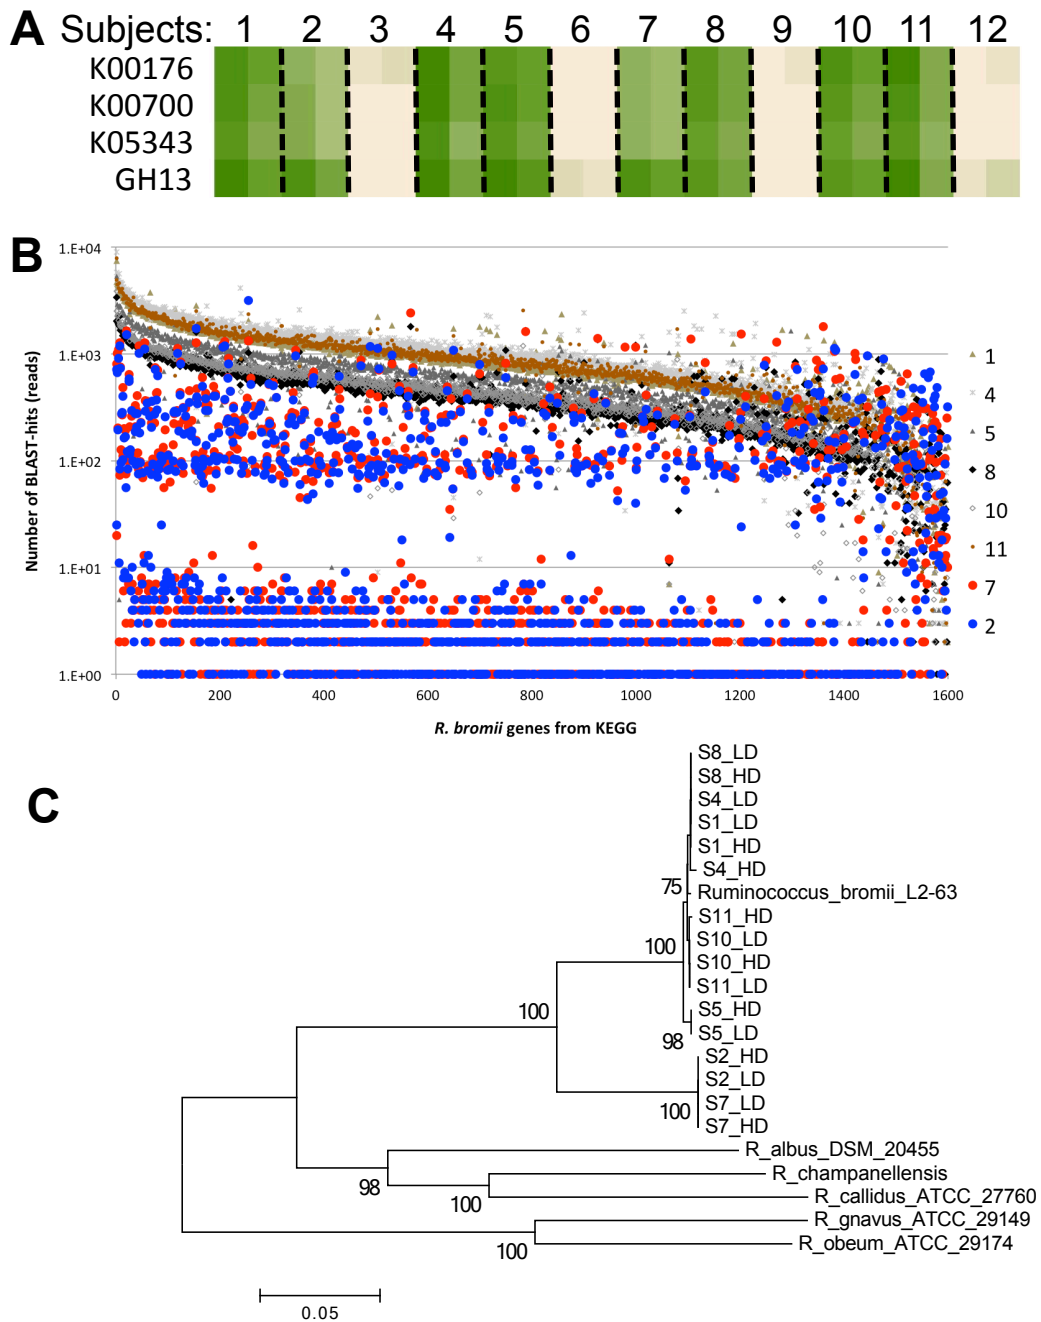 A Subjects: 1 2 3 4 5 6 7 8 9 10 11 12
K00176
K00700
K05343
GH13
B
Number of BLAST-hits (reads)
1.E+04
1.E+03
1.E+02
1.E+01
1.E+00
0 200 400 600 800 1000 1200 1400 1600
R. bromii genes from KEGG
1
4
5
8
10
11
7
2
C
S8_LD
S8_HD
S4_LD
S1_LD
S1_HD
S4_HD
75
Ruminococcus_bromii_L2-63
S11_HD
100
S10_LD
S10_HD
S11_LD
100
S5_HD
S5_LD
98
S2_HD
S2_LD
S7_LD
100
S7_HD
R_albus_DSM_20455
R_champanellensis
98
R_callidus_ATCC_27760
100
R_gnavus_ATCC_29149
R_obeum_ATCC_29174
100
0.05